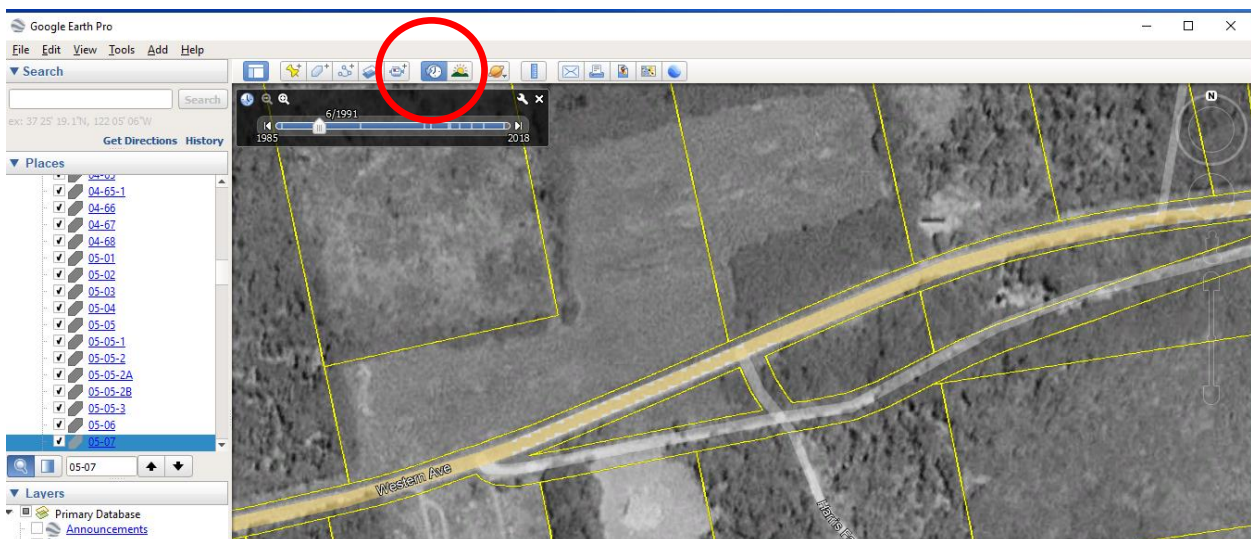 Google Earth Pro
File Edit View Tools Add Help
▼ Search
Search
ex: 37 25' 19.1"N, 122 05' 06"W
Get Directions History
▼ Places
04-65-1
04-66
04-67
04-68
05-01
05-02
05-03
05-04
05-05
05-05-1
05-05-2
05-05-2A
05-05-2B
05-05-3
05-06
05-07
05-07
▼ Layers
Primary Database
Announcements
6/1991
1985
2018
N
Western Ave